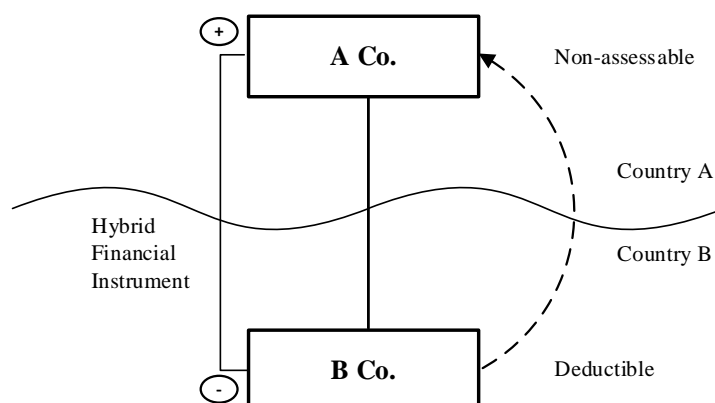 +
A Co.
Non-assessable
Country A
Hybrid
Financial
Instrument
Country B
B Co.
Deductible
-